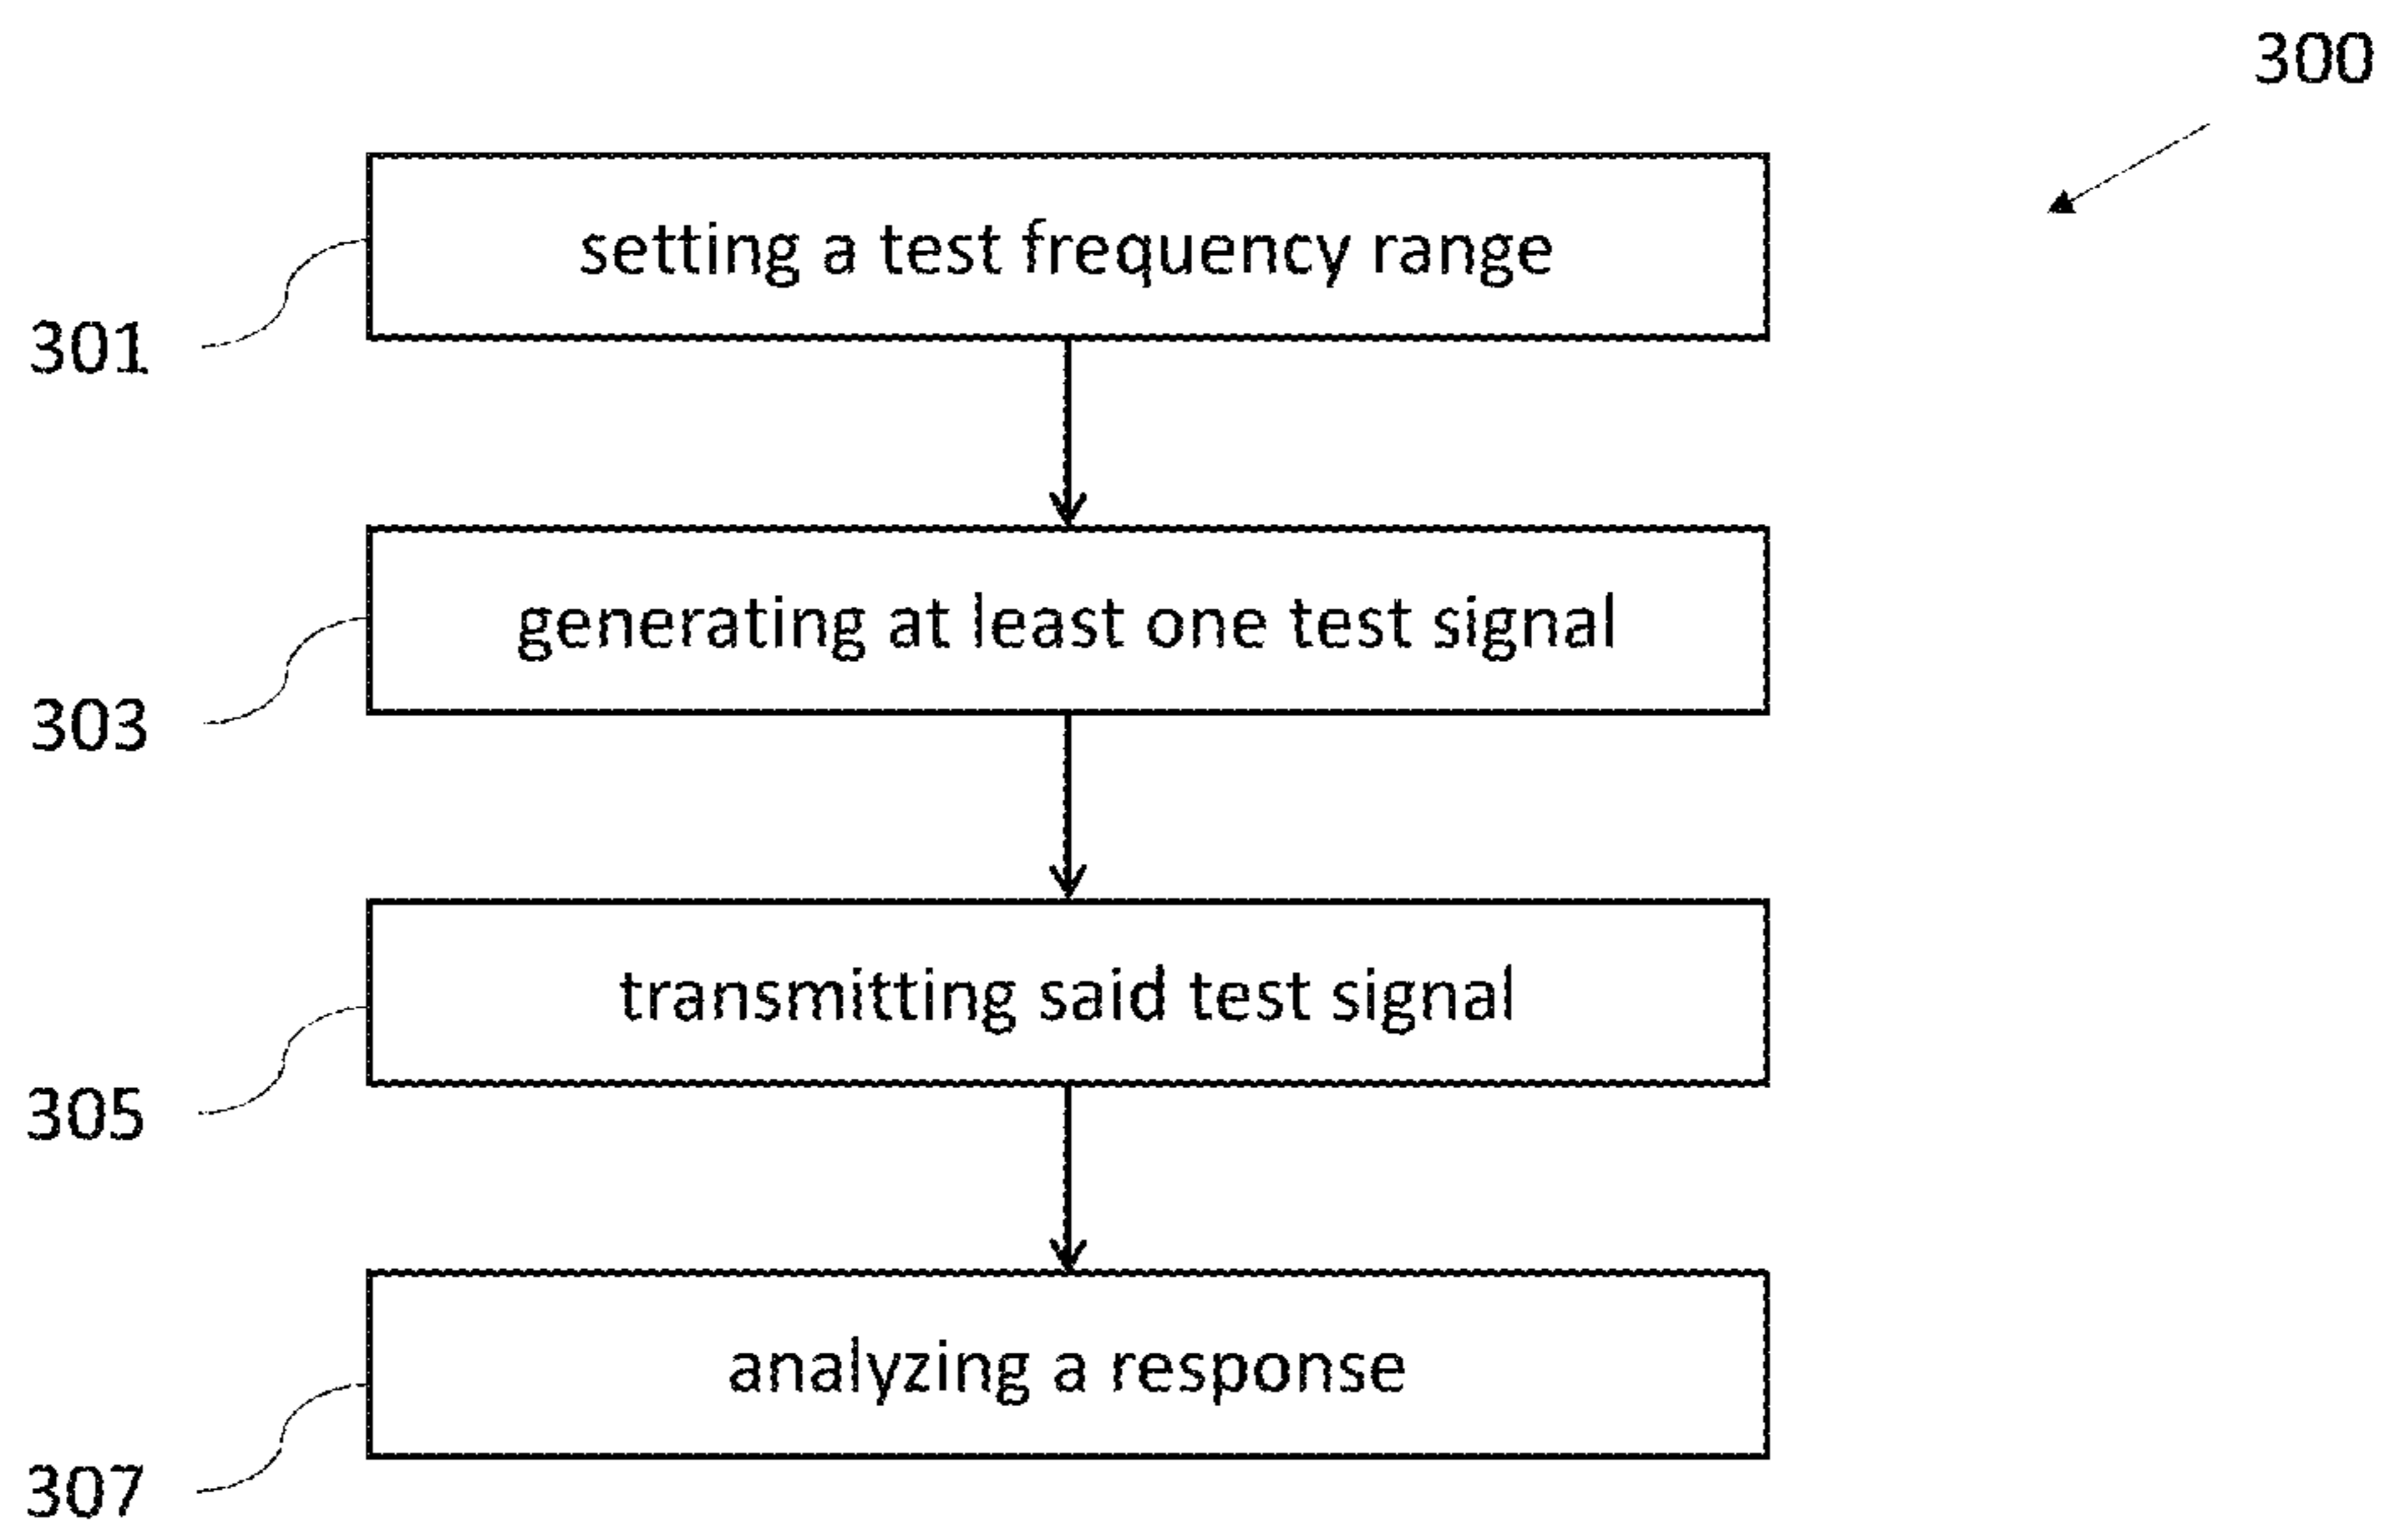 300
setting a test frequency range
301
generating at least one test signal
303
transmitting said test signal
305
analyzing a response
307